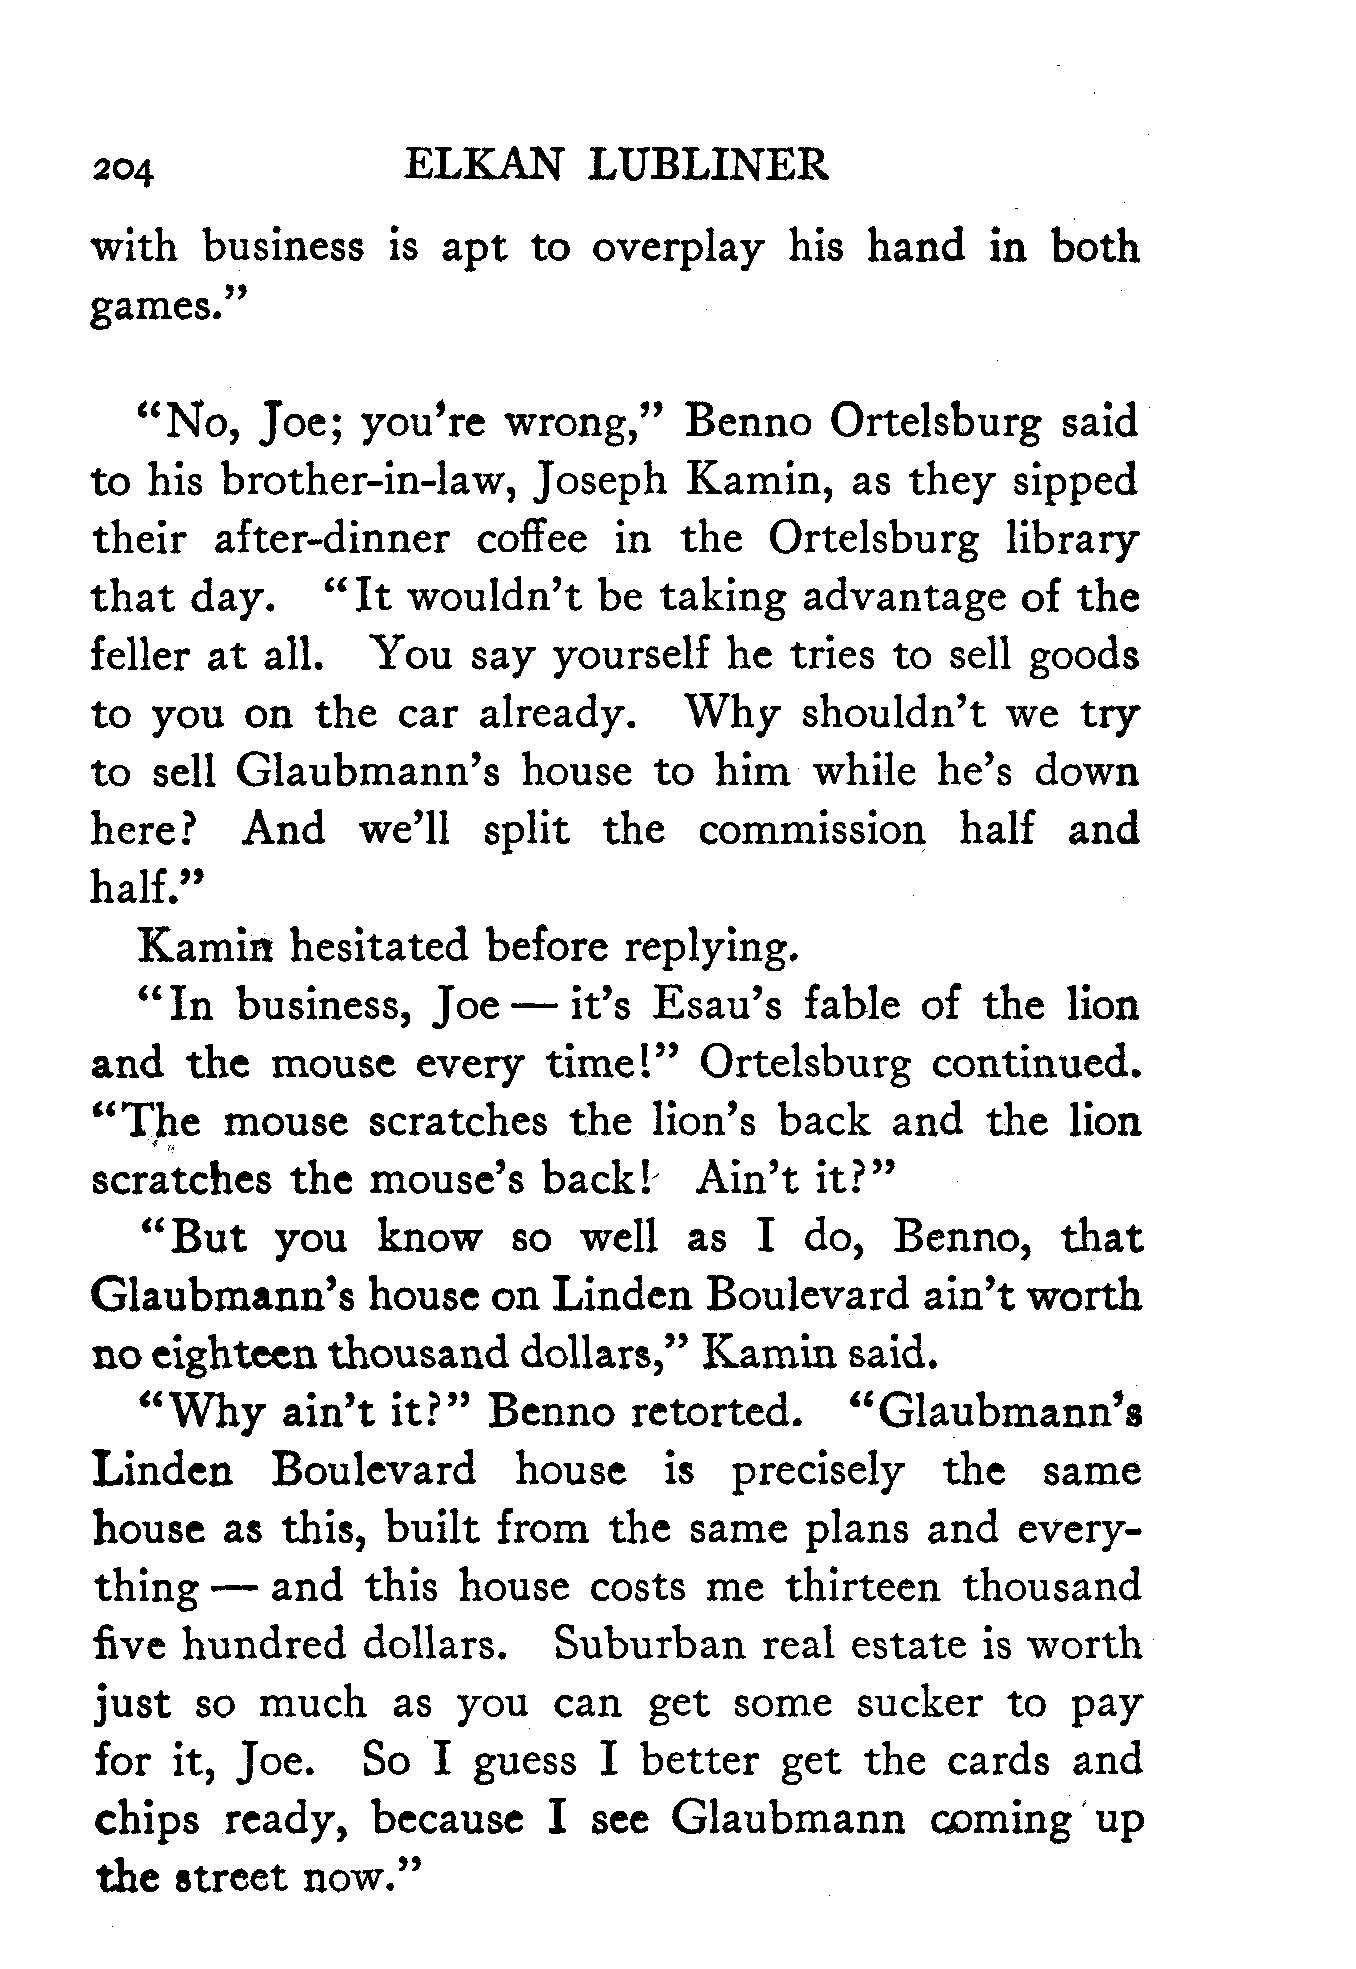 204 ELKAN LUBLINER
with business is apt to overplay his hand in both
games.”
“No, Joe; you’re wrong,” Benno Ortelsburg said
to his brother-in-law, Joseph Kamin, as they sipped
their after-dinner coffee in the Ortelsburg library
that day. “It wouldn’t be taking advantage of the
feller at all. You say yourself he tries to sell goods
to you on the car already. Why shouldn’t we try
to sell Glaubmann’s house to him while he’s down
here? And we’ll split the commission half and
half.”
Kamin hesitated before replying.
“In business, Joe — it’s Esau’s fable of the lion
and the mouse every time!” Ortelsburg continued.
“The mouse scratches the lion’s back and the lion
scratches the mouse’s back! Ain’t it?”
“But you know so well as I do, Benno, that
Glaubmann’s house on Linden Boulevard ain’t worth
no eighteen thousand dollars,” Kamin said.
“Why ain’t it?” Benno retorted. “Glaubmann’s
Linden Boulevard house is precisely the same
house as this, built from the same plans and every-
thing — and this house costs me thirteen thousand
five hundred dollars. Suburban real estate is worth
just so much as you can get some sucker to pay
for it, Joe. So I guess I better get the cards and
chips ready, because I see Glaubmann coming up
the street now.”